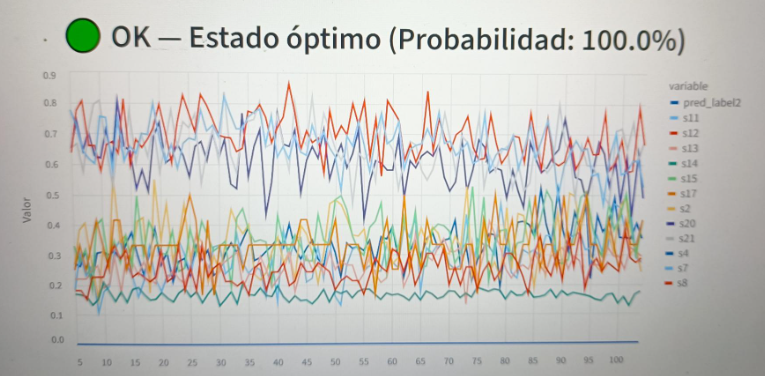 OK — Estado óptimo (Probabilidad: 100.0%)
variable
pred_label2
s11
s12
s13
s14
s15
s17
s2
s20
s21
s4
s7
s8
Valor
0.9
0.8
0.7
0.6
0.5
0.4
0.3
0.2
0.1
0.0
5 10 15 20 25 30 35 40 45 50 55 60 65 70 75 80 85 90 95 100